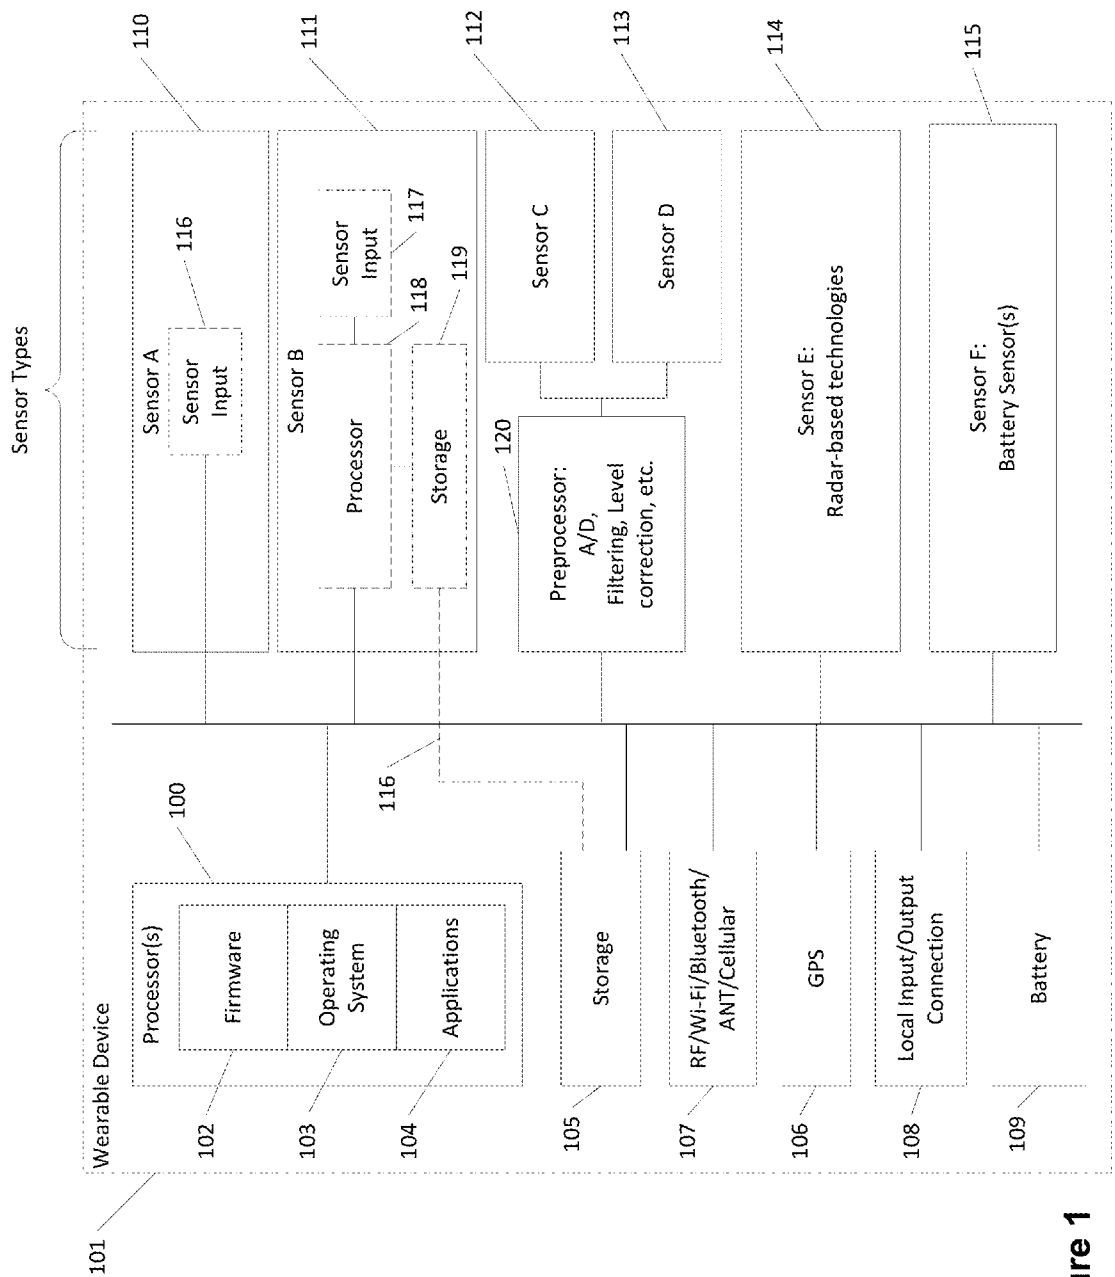 Sensor Types
Wearable Device
101
Processor(s)
100
Firmware
102
Operating
System
103
Applications
104
Storage
105
116
RF/Wi-Fi/Bluetooth/
ANT/Cellular
107
GPS
106
Local Input/Output
Connection
108
Battery
109
Sensor A
110
Sensor
Input
116
Sensor B
111
Processor
118
Sensor
Input
117
Storage
119
Preprocessor:
A/D,
Filtering, Level
correction, etc.
120
Sensor C
112
Sensor D
113
Sensor E:
Radar-based technologies
114
Sensor F:
Battery Sensor(s)
115
ure 1